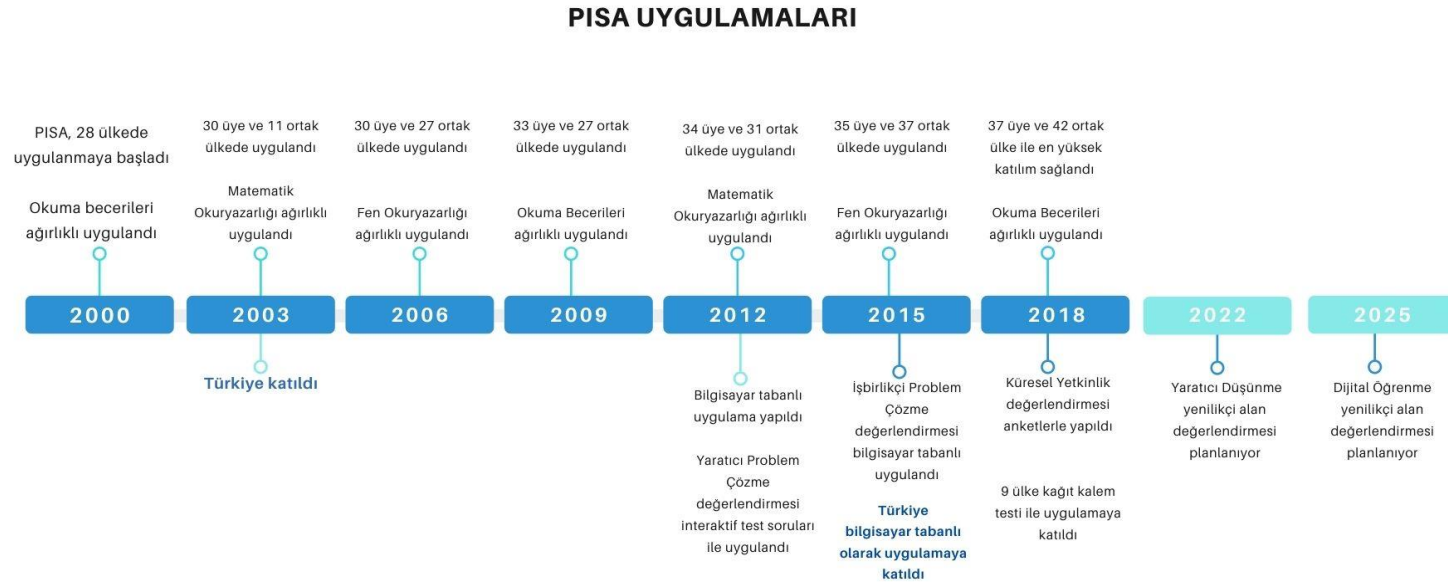 PISA UYGULAMALARI
PISA, 28 ülkede
uygulanmaya başladı
Okuma becerileri
ağırlıklı uygulandı
2000
30 üye ve 11 ortak
ülkede uygulandı
Matematik
Okuryazarlığı ağırlıklı
uygulandı
2003
Türkiye katıldı
30 üye ve 27 ortak
ülkede uygulandı
Fen Okuryazarlığı
ağırlıklı uygulandı
2006
33 üye ve 27 ortak
ülkede uygulandı
Okuma Becerileri
ağırlıklı uygulandı
2009
34 üye ve 31 ortak
ülkede uygulandı
Matematik
Okuryazarlığı ağırlıklı
uygulandı
2012
Bilgisayar tabanlı
uygulama yapıldı
Yaratıcı Problem
Çözme
değerlendirmesi
interaktif test soruları
ile uygulandı
35 üye ve 37 ortak
ülkede uygulandı
Fen Okuryazarlığı
ağırlıklı uygulandı
2015
İşbirlikçi Problem
Çözme
değerlendirmesi
bilgisayar tabanlı
uygulandı
Türkiye
bilgisayar tabanlı
olarak uygulamaya
katıldı
37 üye ve 42 ortak
ülke ile en yüksek
katılım sağlandı
Okuma Becerileri
ağırlıklı uygulandı
2018
Küresel Yetkinlik
değerlendirmesi
anketlerle yapıldı
9 ülke kağıt kalem
testi ile uygulamaya
katıldı
2022
Yaratıcı Düşünme
yenilikçi alan
değerlendirmesi
planlanıyor
2025
Dijital Öğrenme
yenilikçi alan
değerlendirmesi
planlanıyor